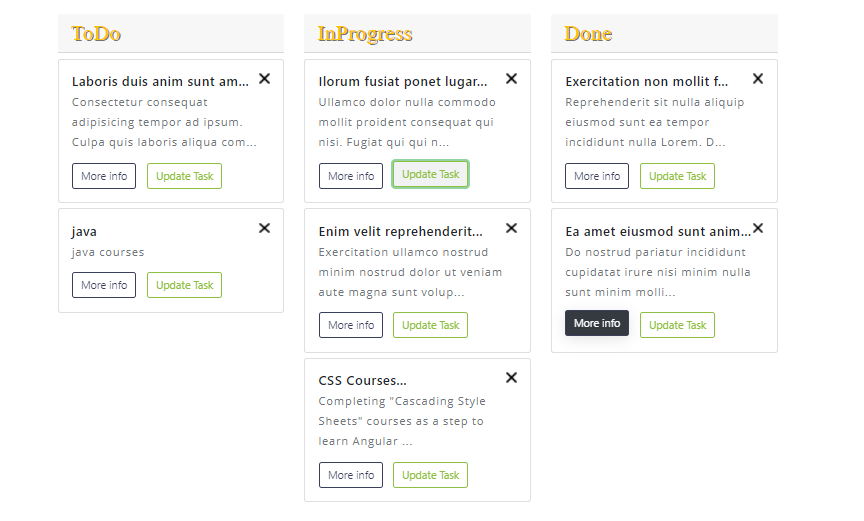 ToDo
Laboris duis anim sunt am...
Consectetur consequat
adipisicing tempor ad ipsum.
Culpa quis laboris aliqua com...
More info
Update Task
java
java courses
More info
Update Task
InProgress
Ilorum fusiat ponet lugar...
Ullamco dolor nulla commodo
mollit proident consequat qui
nisi. Fugiat qui qui n...
More info
Update Task
Enim velit reprehenderit...
Exercitation ullamco nostrud
minim nostrud dolor ut veniam
aute magna sunt volup...
More info
Update Task
CSS Courses...
Completing "Cascading Style
Sheets" courses as a step to
learn Angular ...
More info
Update Task
Done
Exercitation non mollit f...
Reprehenderit sit nulla aliquip
eiusmod sunt ea tempor
incididunt nulla Lorem. D...
More info
Update Task
Ea amet eiusmod sunt anim...
Do nostrud pariatur incididunt
cupidatat irure nisi minim nulla
sunt minim molli...
More info
Update Task